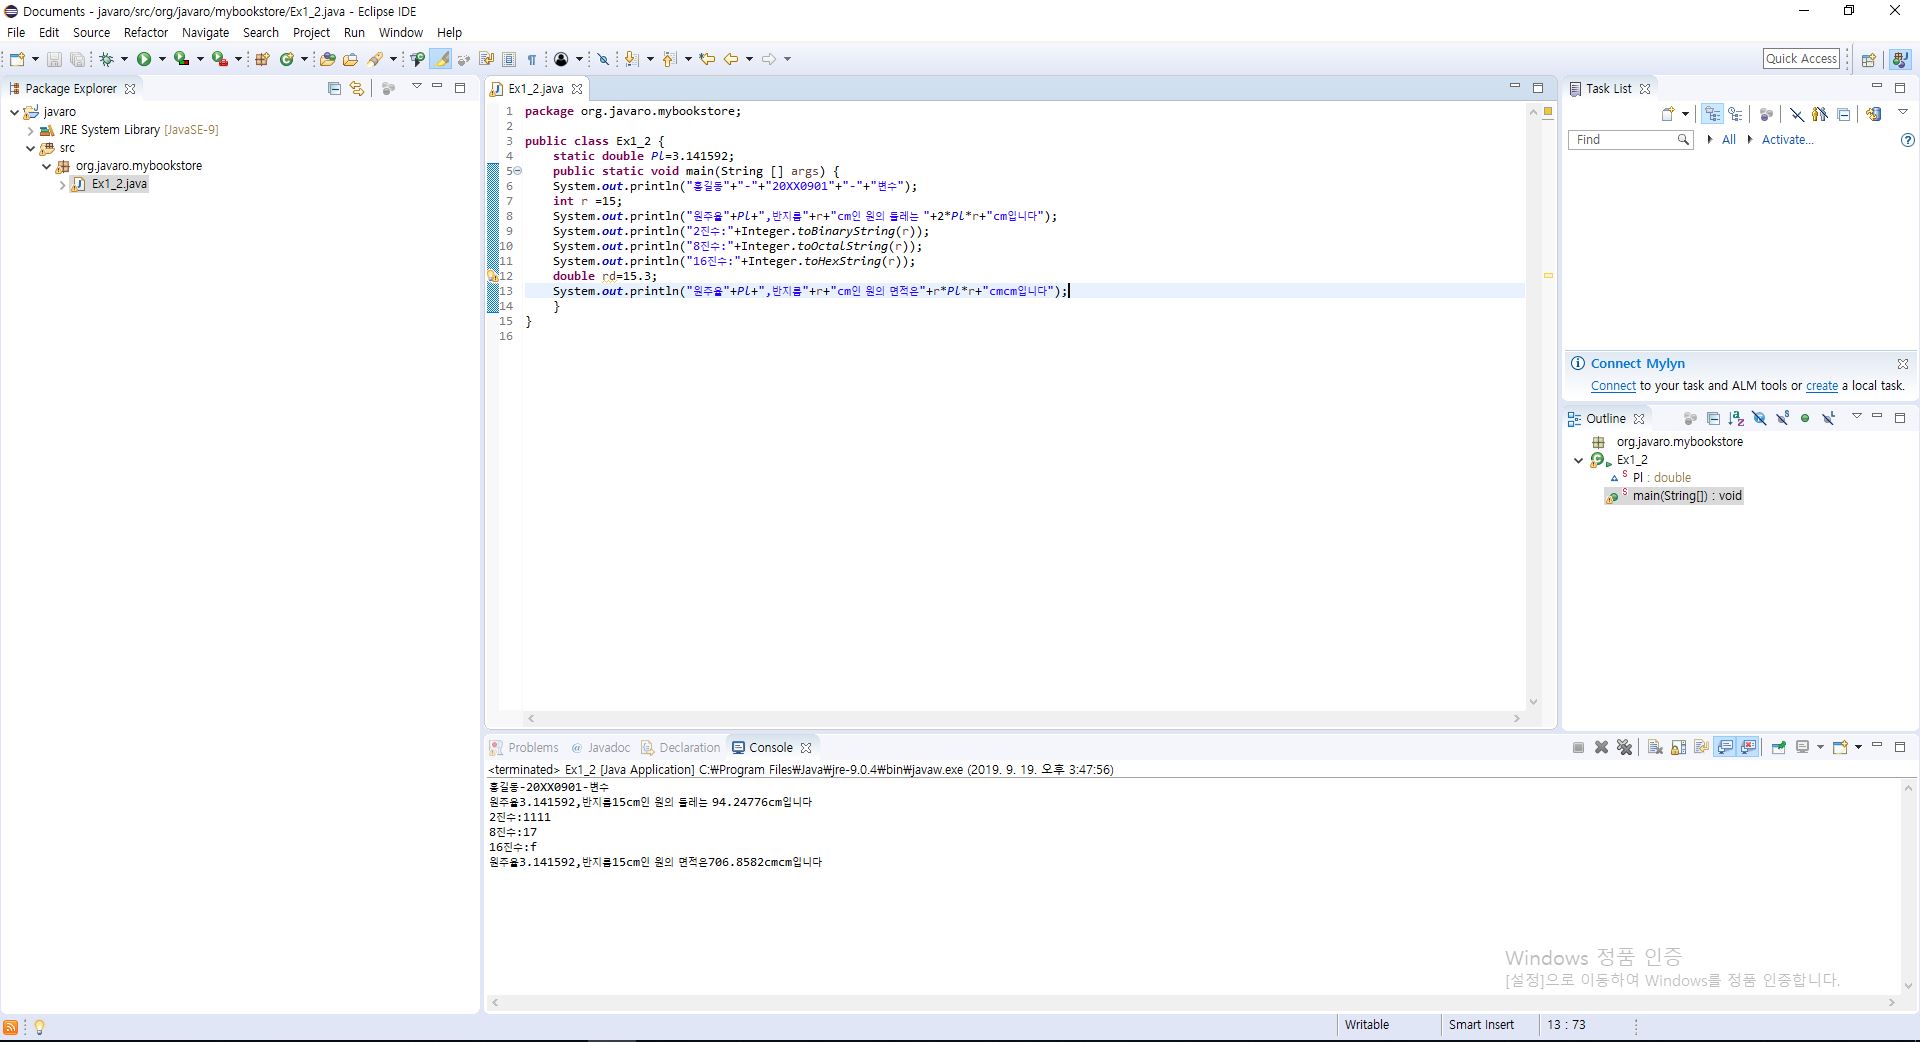 Documents - javaro/src/org/javaro/mybookstore/Ex1_2.java - Eclipse IDE
File Edit Source Refactor Navigate Search Project Run Window Help
Quick Access
Package Explorer
javaro
JRE System Library [JavaSE-9]
src
org.javaro.mybookstore
Ex1_2.java
Ex1_2.java
1 package org.javaro.mybookstore;
2
3 public class Ex1_2 {
4 static double Pl=3.141592;
5 public static void main(String [] args) {
6 System.out.println("홍길동"+"-"+"20XX0901"+"-"+"변수");
7 int r =15;
8 System.out.println("원주율"+Pl+",반지름"+r+"cm인 원의 둘레는 "+2*Pl*r+"cm입니다");
9 System.out.println("2진수:"+Integer.toBinaryString(r));
10 System.out.println("8진수:"+Integer.toOctalString(r));
11 System.out.println("16진수:"+Integer.toHexString(r));
12 double rd=15.3;
13 System.out.println("원주율"+Pl+",반지름"+r+"cm인 원의 면적은"+r*Pl*r+"cmcm입니다");
14 }
15 }
16
Task List
Find All Activate...
Connect Mylyn
Connect to your task and ALM tools or create a local task.
Outline
org.javaro.mybookstore
Ex1_2
Pl : double
main(String[]) : void
Problems Javadoc Declaration Console
<terminated> Ex1_2 [Java Application] C:₩Program Files₩Java₩jre-9.0.4₩bin₩javaw.exe (2019. 9. 19. 오후 3:47:56)
홍길동-20XX0901-변수
원주율3.141592,반지름15cm인 원의 둘레는 94.24776cm입니다
2진수:1111
8진수:17
16진수:f
원주율3.141592,반지름15cm인 원의 면적은706.8582cmcm입니다
Windows 정품 인증
[설정]으로 이동하여 Windows를 정품 인증합니다.
Writable Smart Insert 13 : 73